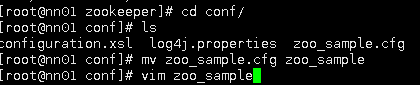 [root@nn01 zookeeper]# cd conf/
[root@nn01 conf]# ls
configuration.xsl  log4j.properties  zoo_sample.cfg
[root@nn01 conf]# mv zoo_sample.cfg zoo_sample
[root@nn01 conf]# vim zoo_sample